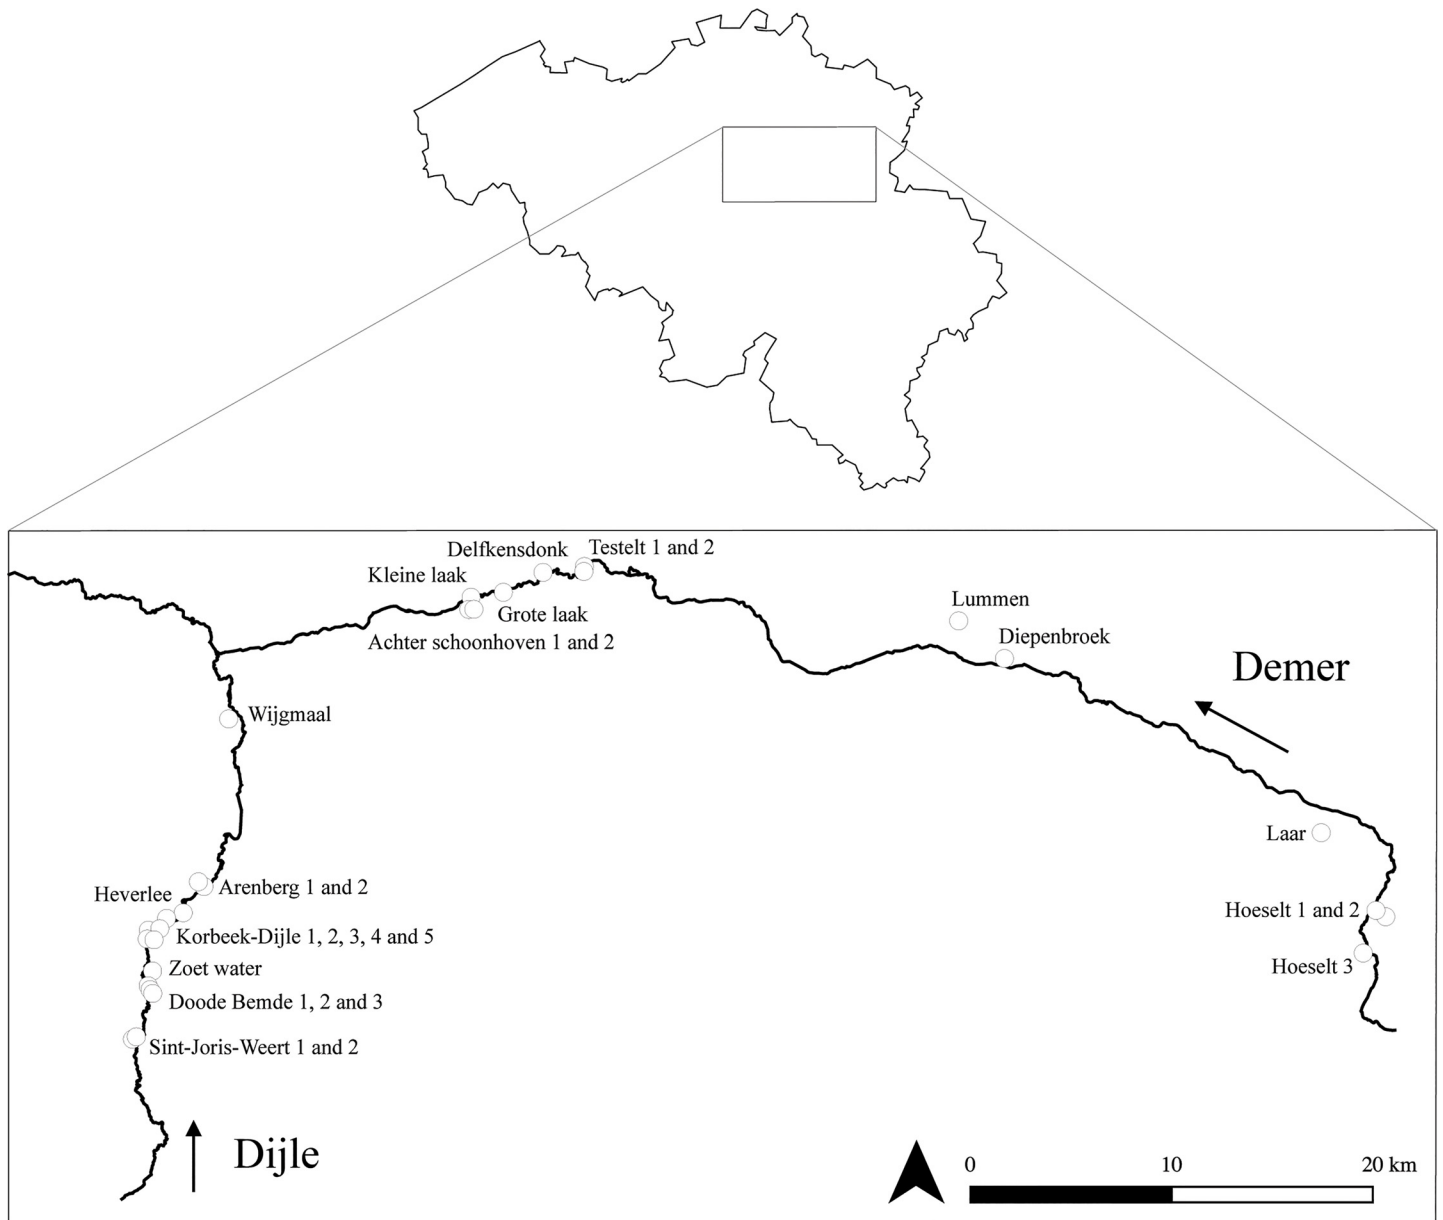 Delfkensdonk
Testelt 1 and 2
Kleine laak
Grote laak
Achter schoonhoven 1 and 2
Lummen
Diepenbroek
Demer
Wijgmaal
Laar
Heverlee
Arenberg 1 and 2
Hoeselt 1 and 2
Korbeek-Dijle 1, 2, 3, 4 and 5
Zoet water
Hoeselt 3
Doode Bemde 1, 2 and 3
Sint-Joris-Weert 1 and 2
Dijle
0 10 20 km